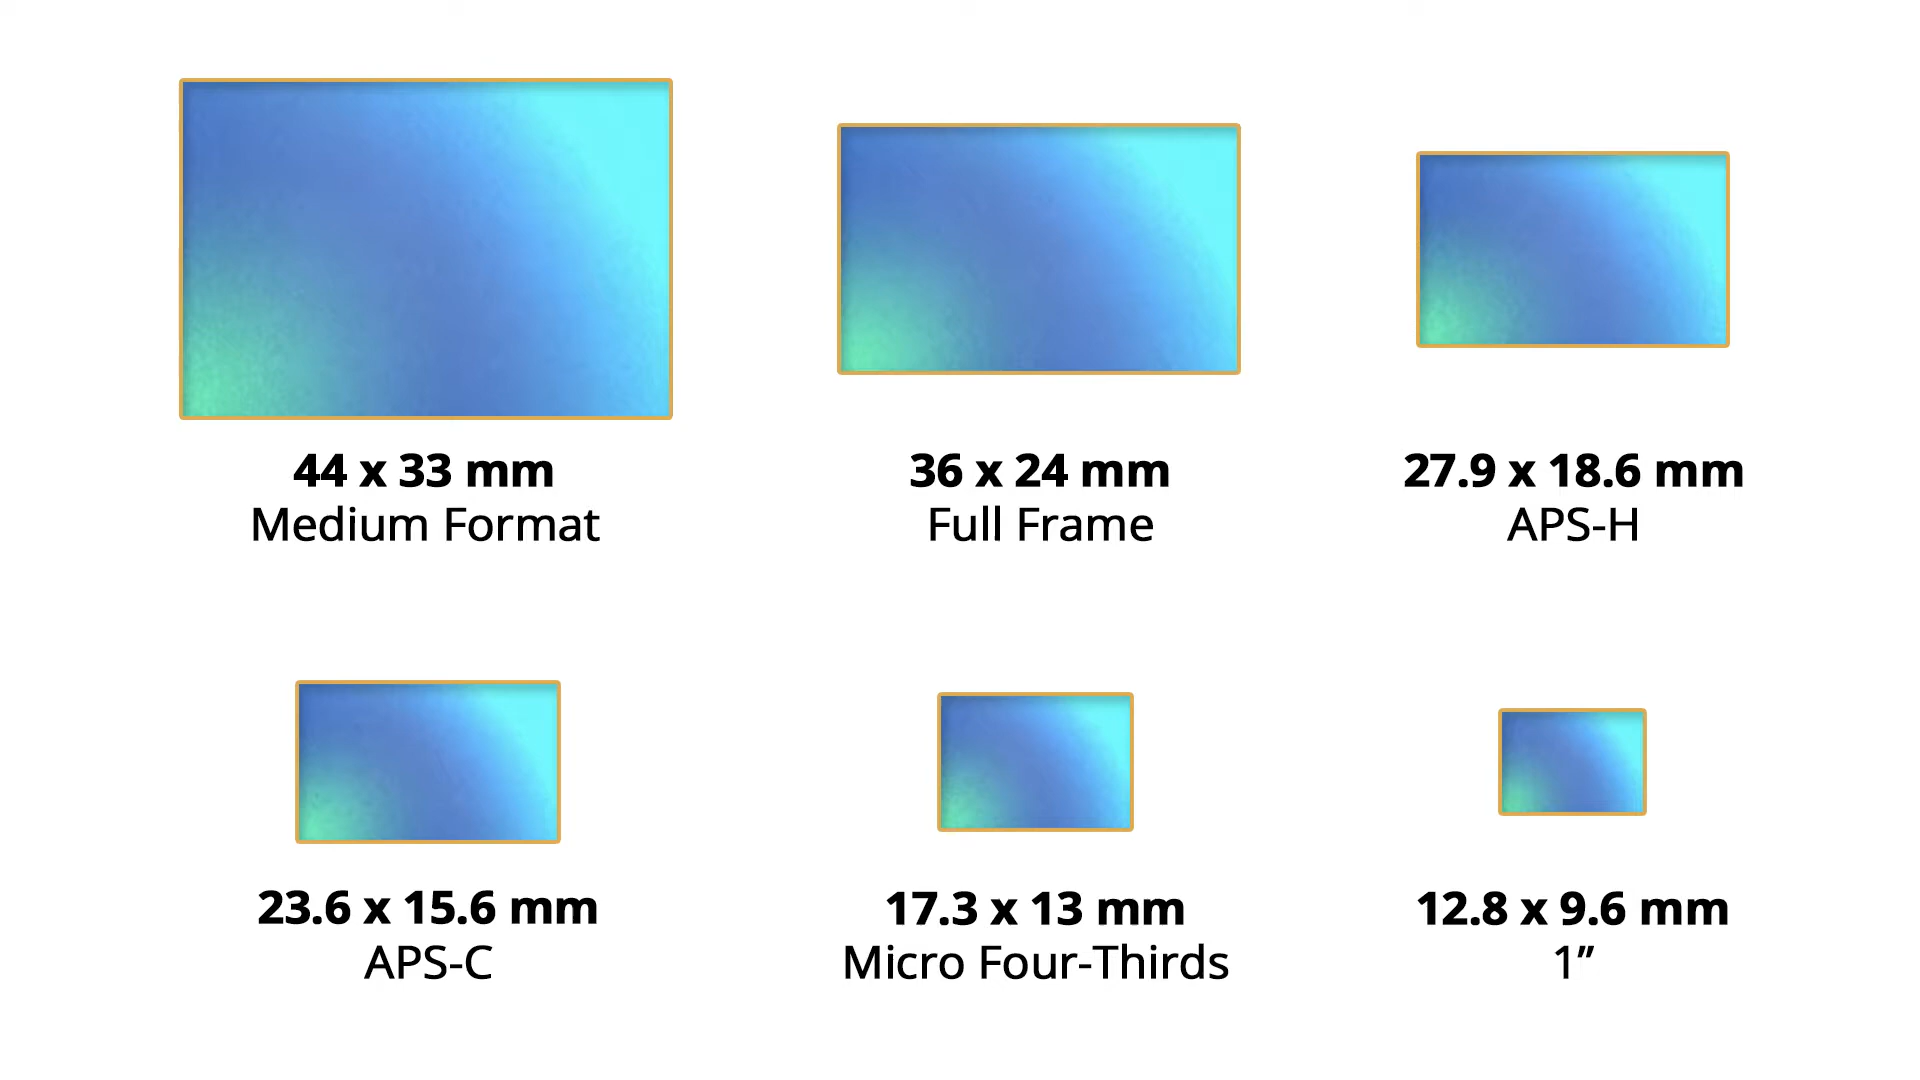 44 x 33 mm
Medium Format
36 x 24 mm
Full Frame
27.9 x 18.6 mm
APS-H
23.6 x 15.6 mm
APS-C
17.3 x 13 mm
Micro Four-Thirds
12.8 x 9.6 mm
1”